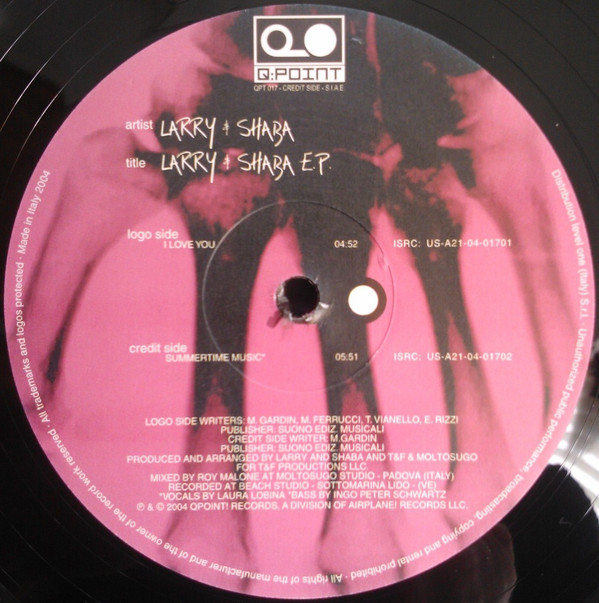 Q:POINT
QPT 017 - CREDIT SIDE - S I A E
artist LARRY & SHABA
title LARRY & SHABA E.P.
logo side
I LOVE YOU 04:52 ISRC: US-A21-04-01701
credit side
SUMMERTIME MUSIC* 05:51 ISRC: US-A21-04-01702
LOGO SIDE WRITERS: M. GARDIN, M. FERRUCCI, T. VIANELLO, E. RIZZI
PUBLISHER: SUONO EDIZ. MUSICALI
CREDIT SIDE WRITER: M.GARDIN
PUBLISHER: SUONO EDIZ. MUSICALI
PRODUCED AND ARRANGED BY LARRY AND SHABA AND T&F & MOLTOSUGO
FOR T&F PRODUCTIONS LLC.
MIXED BY ROY MALONE AT MOLTOSUGO STUDIO - PADOVA (ITALY)
RECORDED AT BEACH STUDIO - SOTTOMARINA LIDO - (VE)
*VOCALS BY LAURA LOBINA *BASS BY INGO PETER SCHWARTZ
℗ & © 2004 QPOINTI RECORDS, A DIVISION OF AIRPLANE! RECORDS LLC.
Distribution level one (Italy) S.r.l. - Unauthorized public performance, broadcasting, copying and rental prohibited - All rights of the manufacturer and of the owner of the record work reserved. All trademarks and logos protected · Made in Italy 2004